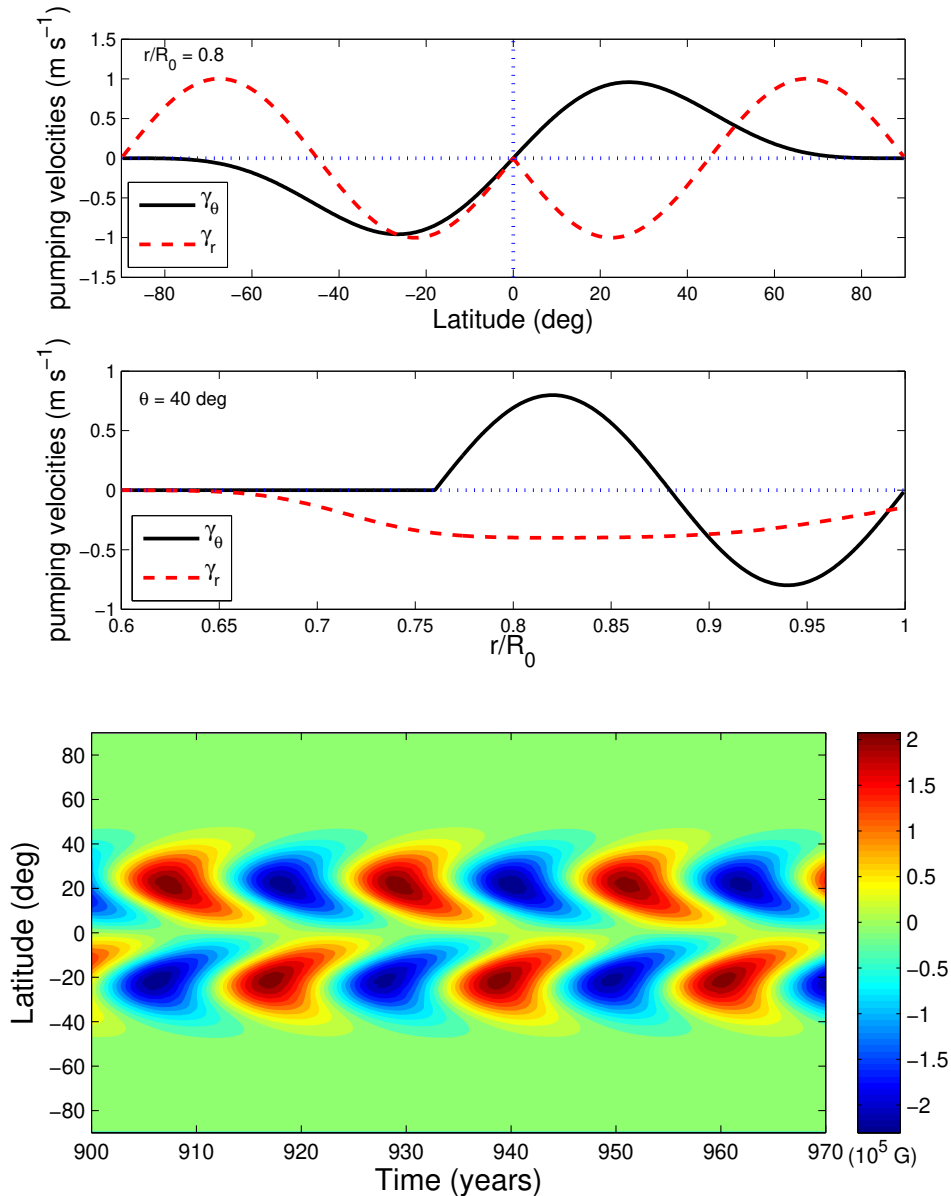 pumping velocities (m s⁻¹)
1.5
1
0.5
0
−0.5
−1
−1.5
r/R₀ = 0.8
γ_θ
γ_r
−80 −60 −40 −20 0 20 40 60 80
Latitude (deg)
pumping velocities (m s⁻¹)
1
0.5
0
−0.5
−1
θ = 40 deg
γ_θ
γ_r
0.6 0.65 0.7 0.75 0.8 0.85 0.9 0.95 1
r/R₀
Latitude (deg)
80
60
40
20
0
−20
−40
−60
−80
900 910 920 930 940 950 960 970
Time (years)
2
1.5
1
0.5
0
−0.5
−1
−1.5
−2
(10⁵ G)